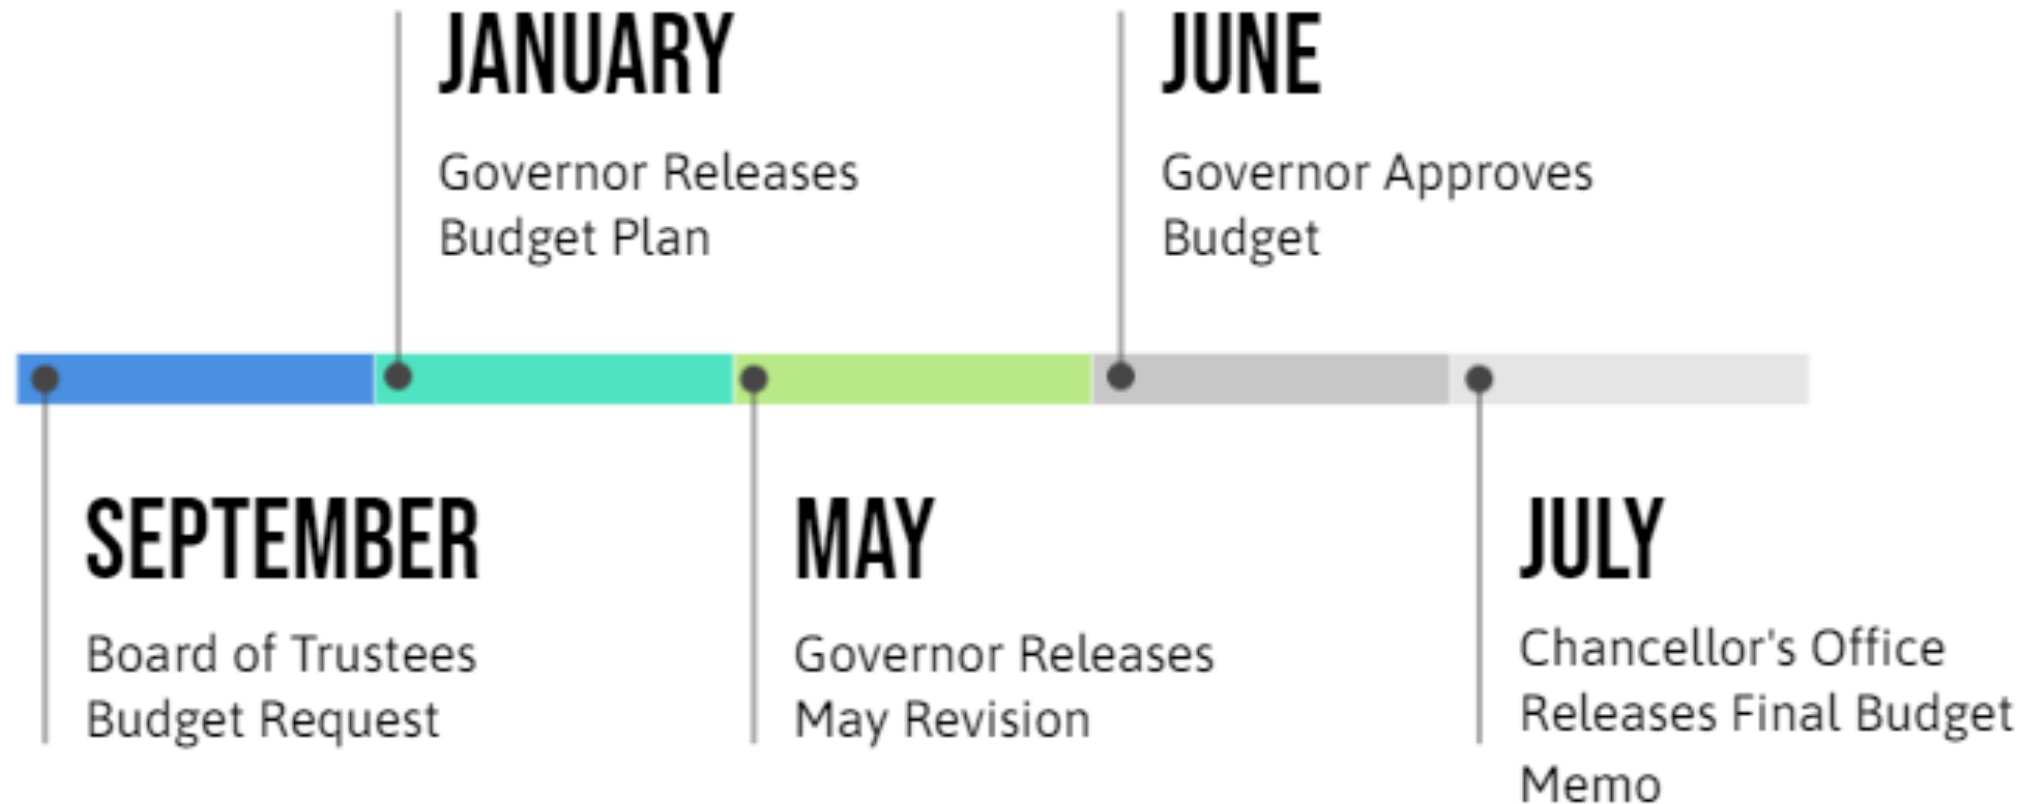 JANUARY
Governor Releases
Budget Plan
JUNE
Governor Approves
Budget
SEPTEMBER
Board of Trustees
Budget Request
MAY
Governor Releases
May Revision
JULY
Chancellor's Office
Releases Final Budget
Memo